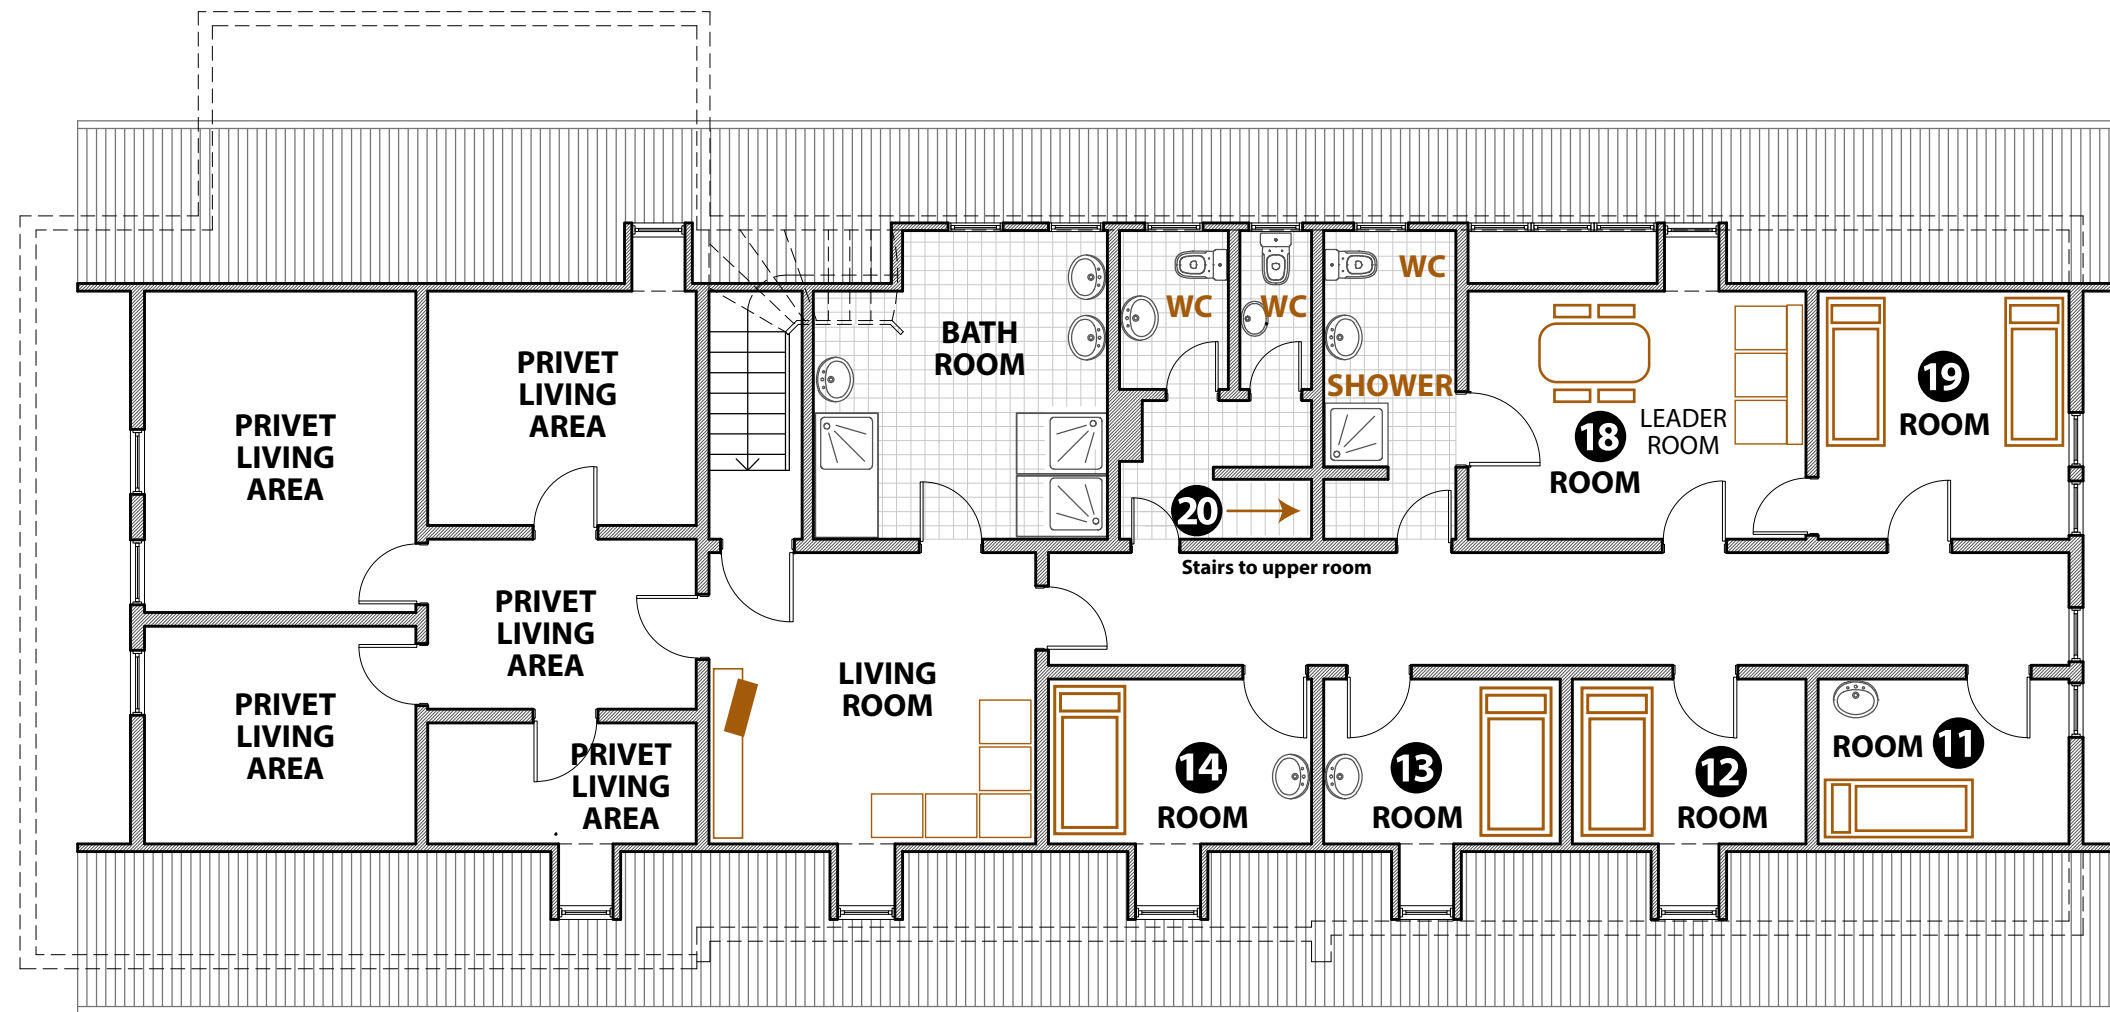 PRIVET
LIVING
AREA
PRIVET
LIVING
AREA
PRIVET
LIVING
AREA
PRIVET
LIVING
AREA
PRIVET
LIVING
AREA
BATH
ROOM
WC
WC
WC
SHOWER
20
Stairs to upper room
18
ROOM
LEADER
ROOM
19
ROOM
LIVING
ROOM
14
ROOM
13
ROOM
12
ROOM
ROOM 11